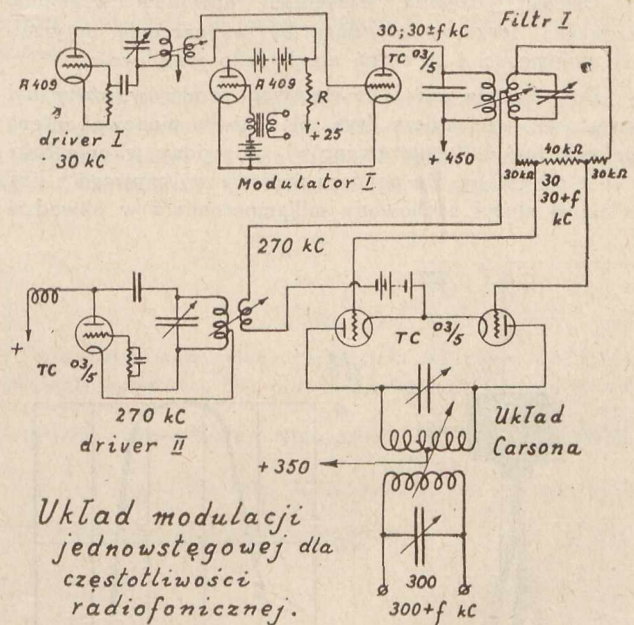 Filtr I
30; 30±f kC
TC 03/5
A 409
A 409
R
driver I
30 kC
+ 25
Modulator I
+ 450
30kΩ
40kΩ
30kΩ
30
30+f
kC
270 kC
+
TC 03/5
TC 03/5
270 kC
driver II
Układ
Carsona
+ 350
Układ modulacji
jednowstęgowej dla
częstotliwości
radiofonicznej.
300
300+f kC